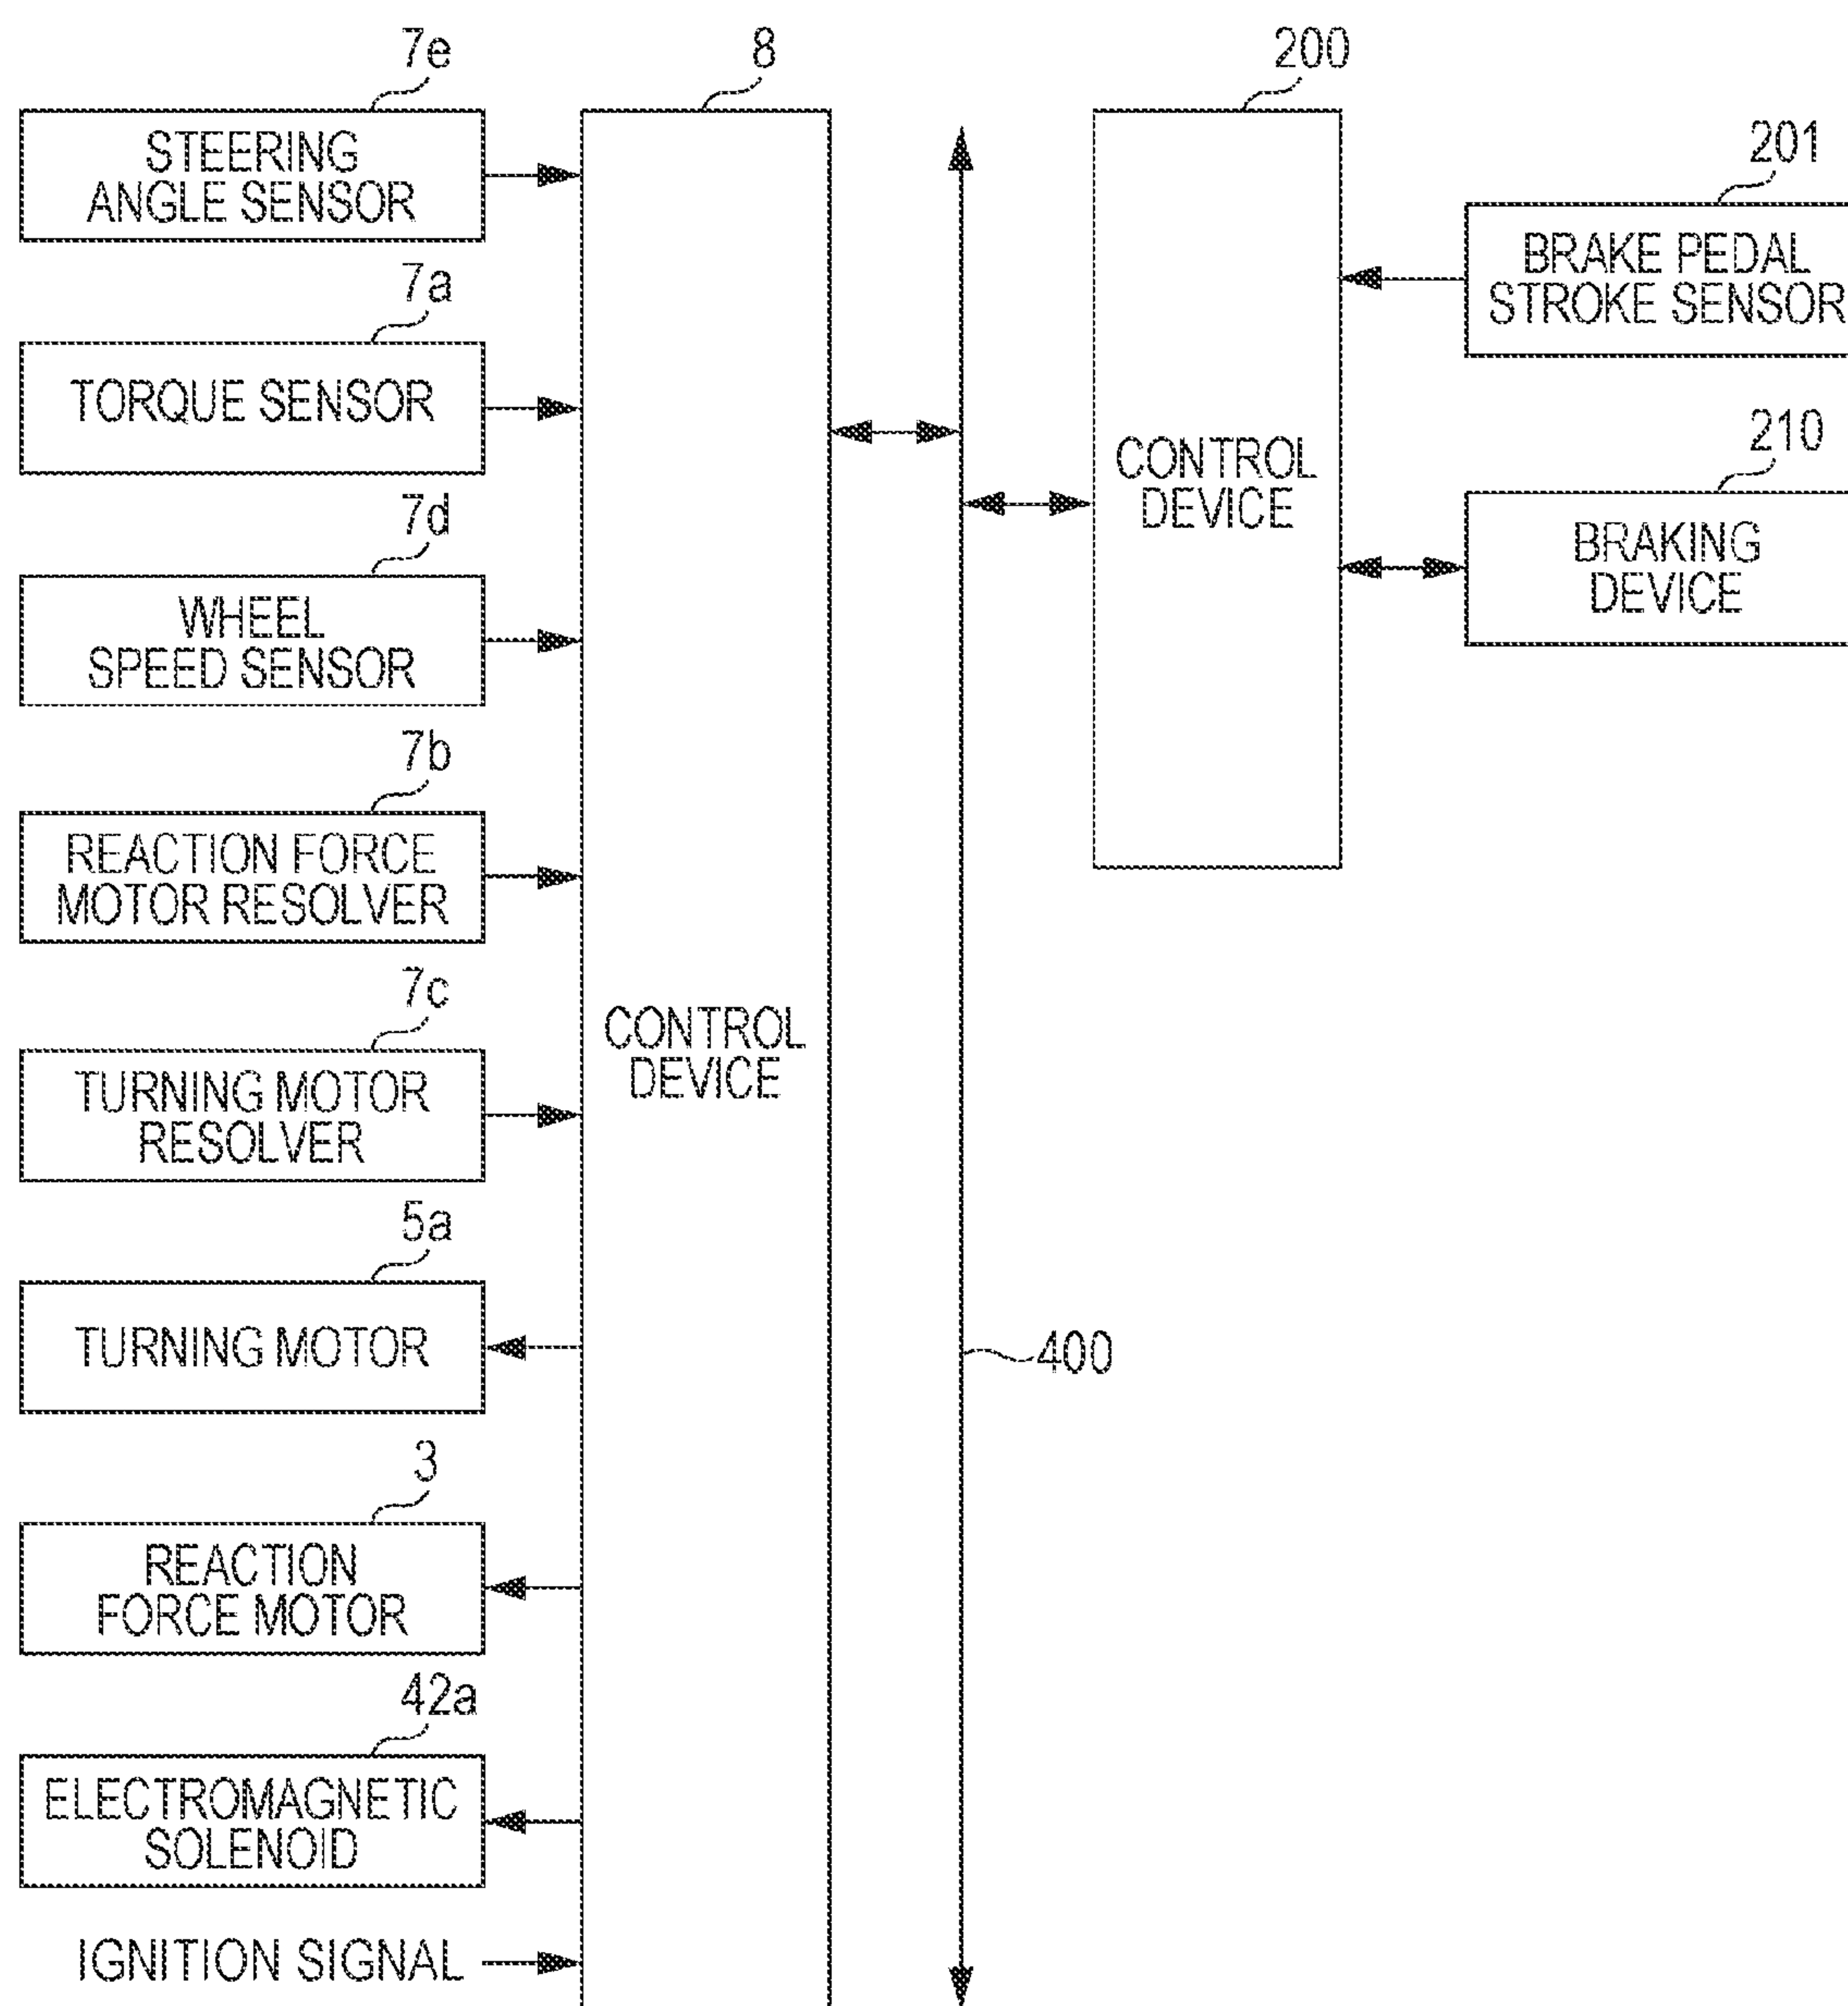 7e
STEERING
ANGLE SENSOR
7a
TORQUE SENSOR
7d
WHEEL
SPEED SENSOR
7b
REACTION FORCE
MOTOR RESOLVER
7c
TURNING MOTOR
RESOLVER
5a
TURNING MOTOR
3
REACTION
FORCE MOTOR
42a
ELECTROMAGNETIC
SOLENOID
IGNITION SIGNAL
8
CONTROL
DEVICE
400
200
CONTROL
DEVICE
201
BRAKE PEDAL
STROKE SENSOR
210
BRAKING
DEVICE